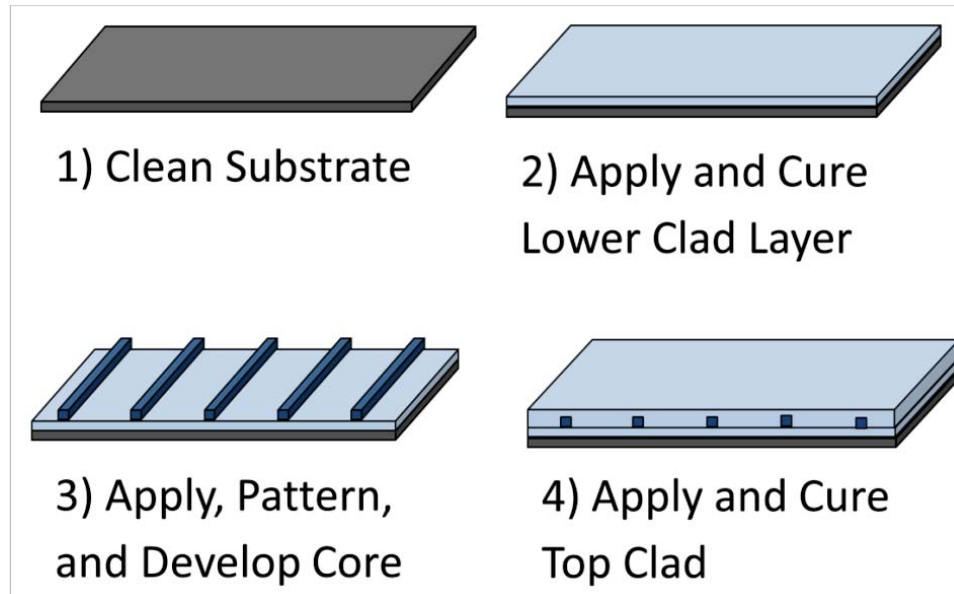 1) Clean Substrate
2) Apply and Cure
Lower Clad Layer
3) Apply, Pattern,
and Develop Core
4) Apply and Cure
Top Clad